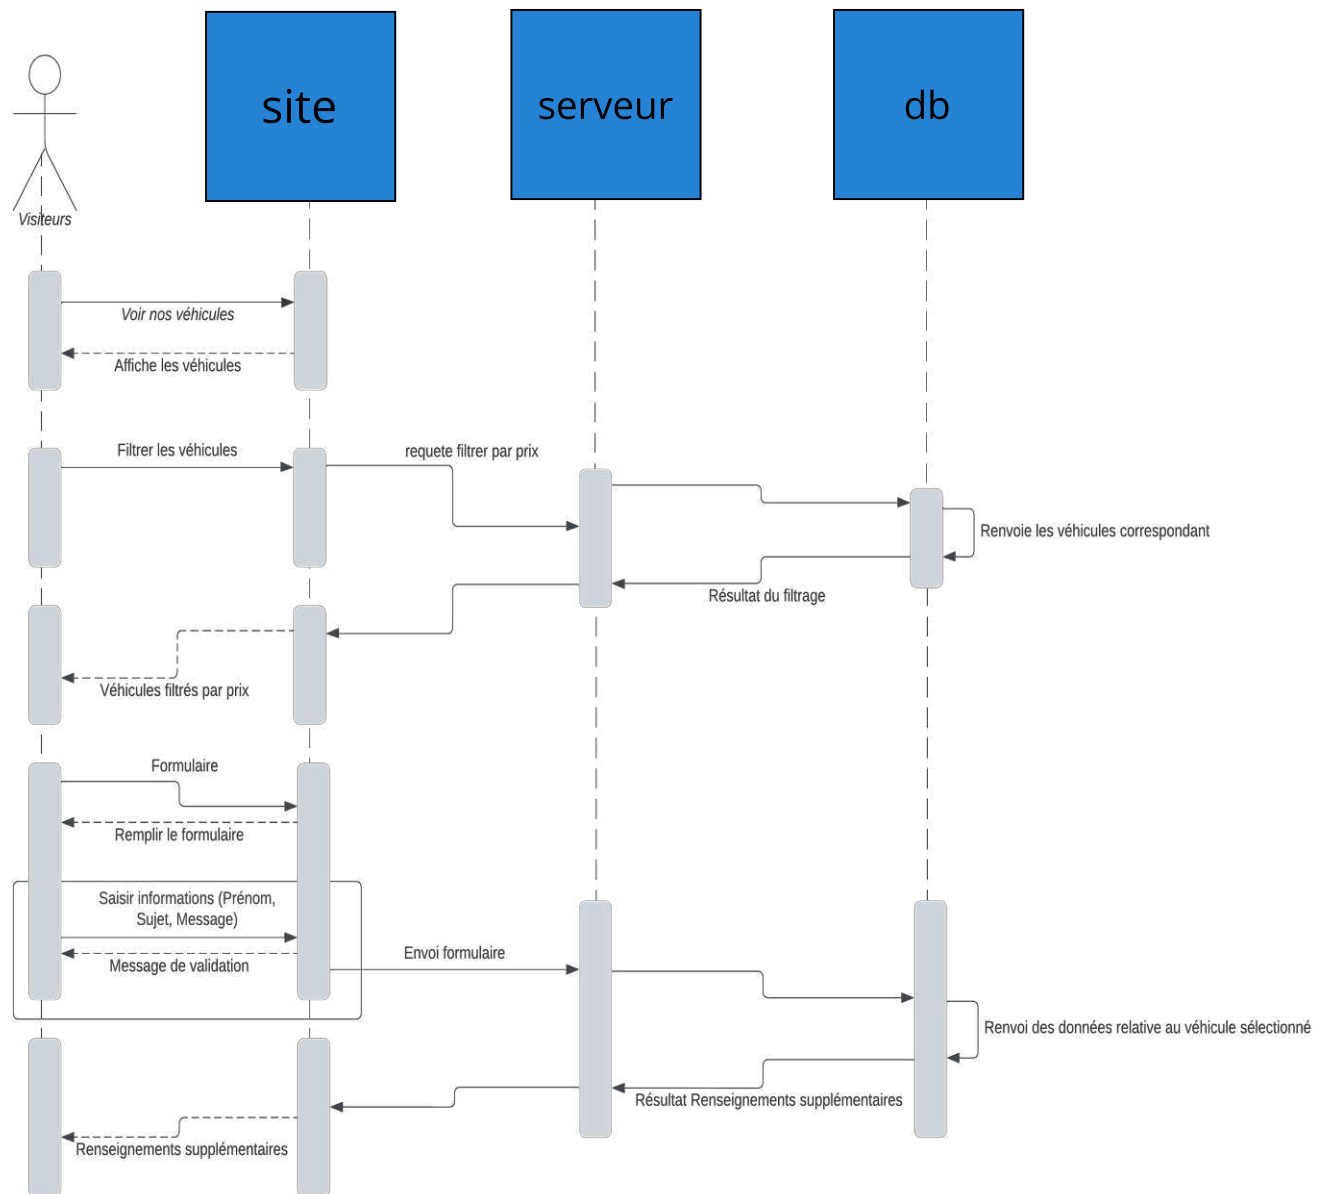 site
serveur
db
Visiteurs
Voir nos véhicules
Affiche les véhicules
Filtrer les véhicules
requete filtrer par prix
Renvoie les véhicules correspondant
Résultat du filtrage
Véhicules filtrés par prix
Formulaire
Remplir le formulaire
Saisir informations (Prénom,
Sujet, Message)
Message de validation
Envoi formulaire
Renvoi des données relative au véhicule sélectionné
Résultat Renseignements supplémentaires
Renseignements supplémentaires